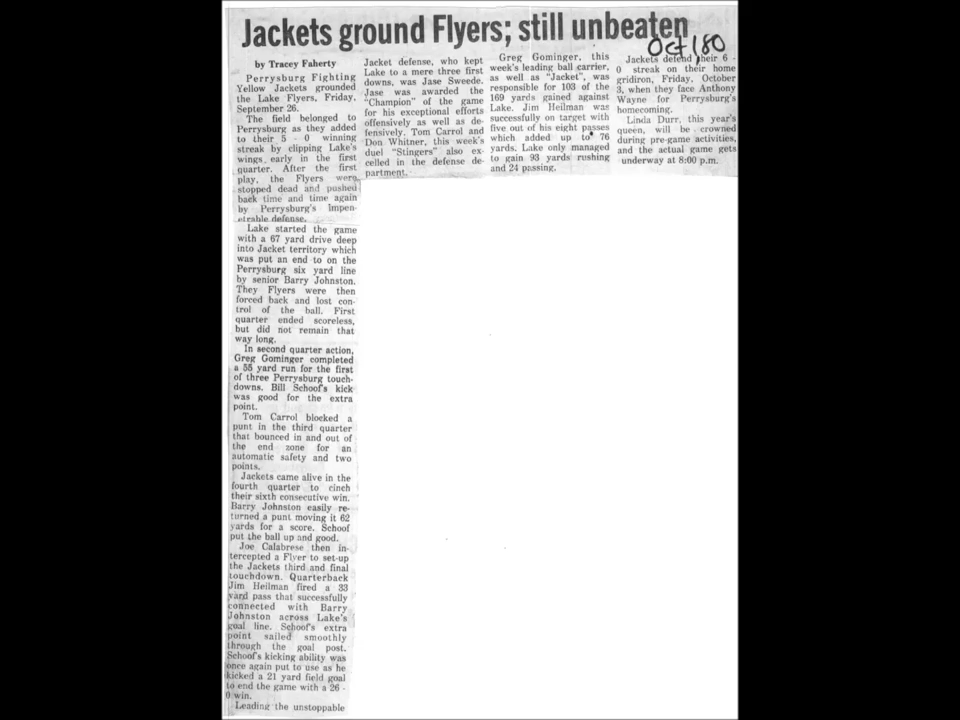 Jackets ground Flyers; still unbeaten
Oct/80
by Tracey Faherty
Perrysburg Fighting
Yellow Jackets grounded
the Lake Flyers, Friday,
September 26.
The field belonged to
Perrysburg as they added
to their 5 - 0 winning
streak by clipping Lake's
wings early in the first
quarter. After the first
play, the Flyers were
stopped dead and pushed
back time and time again
by Perrysburg's Impen-
etrable defense.
Lake started the game
with a 67 yard drive deep
into Jacket territory which
was put an end to on the
Perrysburg six yard line
by senior Barry Johnston.
They Flyers were then
forced back and lost con-
trol of the ball. First
quarter ended scoreless,
but did not remain that
way long.
In second quarter action,
Greg Gominger completed
a 55 yard run for the first
of three Perrysburg touch-
downs. Bill Schoof's kick
was good for the extra
point.
Tom Carrol blocked a
punt in the third quarter
that bounced in and out of
the end zone for an
automatic safety and two
points.
Jackets came alive in the
fourth quarter to cinch
their sixth consecutive win.
Barry Johnston easily re-
turned a punt moving it 62
yards for a score. Schoof
put the ball up and good.
Joe Calabrese then in-
tercepted a Flyer to set-up
the Jackets third and final
touchdown. Quarterback
Jim Heilman fired a 33
yard pass that successfully
connected with Barry
Johnston across Lake's
goal line. Schoof's extra
point sailed smoothly
through the goal post.
Schoof's kicking ability was
once again put to use as he
kicked a 21 yard field goal
to end the game with a 26 -
0 win.
Leading the unstoppable
Jacket defense, who kept
Lake to a mere three first
downs, was Jase Sweede.
Jase was awarded the
"Champion" of the game
for his exceptional efforts
offensively as well as de-
fensively. Tom Carrol and
Don Whitner, this week's
duel "Stingers" also ex-
celled in the defense de-
partment.
Greg Gominger, this
week's leading ball carrier,
as well as "Jacket", was
responsible for 103 of the
169 yards gained against
Lake. Jim Heilman was
successfully on target with
five out of his eight passes
which added up to 76
yards. Lake only managed
to gain 93 yards rushing
and 24 passing.
Jackets defend their 6 -
0 streak on their home
gridiron, Friday, October
3, when they face Anthony
Wayne for Perrysburg's
homecoming.
Linda Durr, this year's
queen, will be crowned
during pre-game activities,
and the actual game gets
underway at 8:00 p.m.